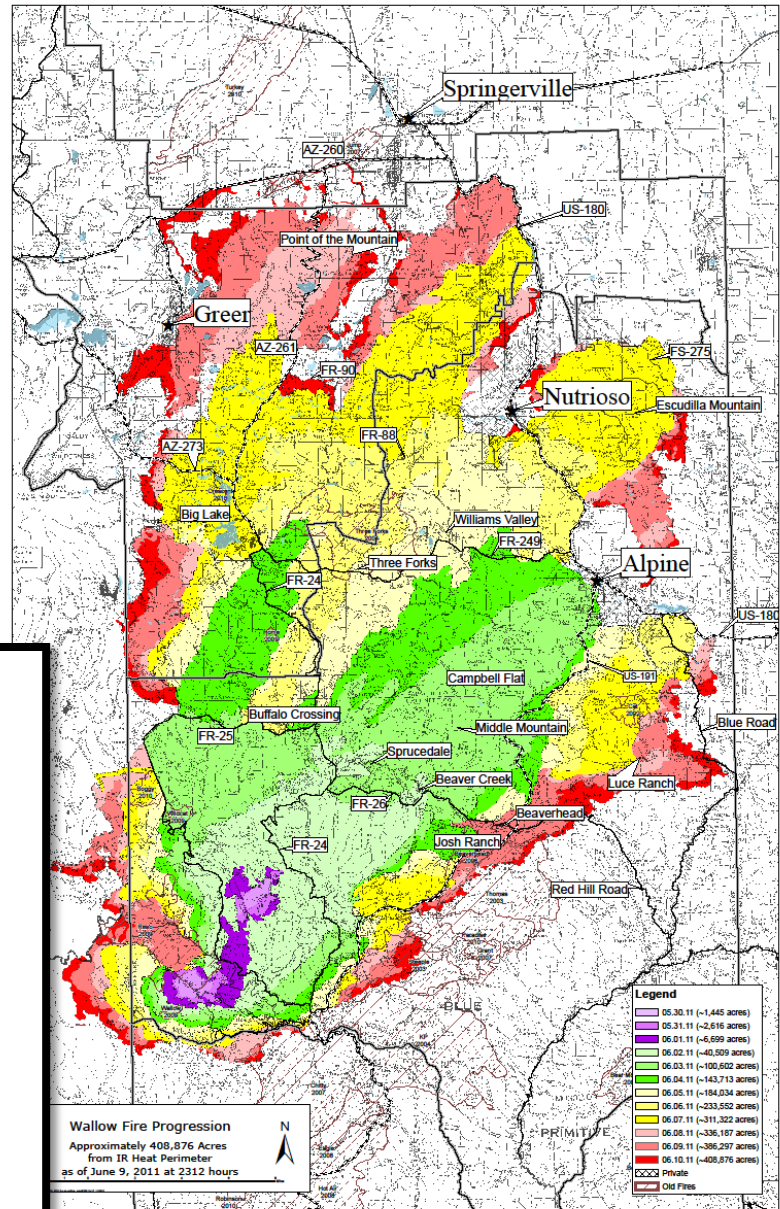 Turkey
2010
Springerville
AZ-260
US-180
Point of the Mountain
Greer
AZ-261
FS-275
FR-90
Nutrioso
Escudilla Mountain
FR-88
AZ-273
Big Lake
Williams Valley
FR-249
Three Forks
Alpine
FR-24
US-180
US-191
Campbell Flat
Buffalo Crossing
Blue Road
FR-25
Middle Mountain
Sprucedale
Beaver Creek
Luce Ranch
FR-26
Beaverhead
FR-24
Josh Ranch
Red Hill Road
Thomas
2003
BLUE
KP
2004
PRIMITIVE
Legend
05.30.11 (~1,445 acres)
05.31.11 (~2,616 acres)
06.01.11 (~6,699 acres)
06.02.11 (~40,509 acres)
06.03.11 (~100,602 acres)
06.04.11 (~143,713 acres)
06.05.11 (~184,034 acres)
06.06.11 (~233,552 acres)
06.07.11 (~311,322 acres)
06.08.11 (~336,187 acres)
06.09.11 (~386,297 acres)
06.10.11 (~408,876 acres)
Private
Old Fires
Wallow Fire Progression
N
Approximately 408,876 Acres
from IR Heat Perimeter
as of June 9, 2011 at 2312 hours